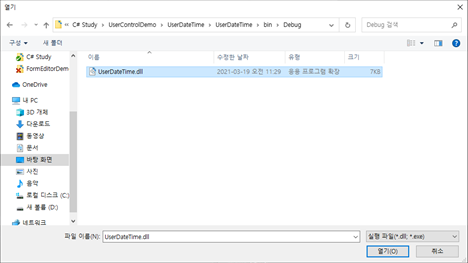 열기
« C# Study > UserControlDemo > UserDateTime > UserDateTime > bin > Debug
Debug 검색
구성 새 폴더
이름 수정한 날짜 유형 크기
UserDateTime.dll 2021-03-19 오전 11:29 응용 프로그램 확장 7KB
C# Study
FormEditorDem
OneDrive
내 PC
3D 개체
다운로드
동영상
문서
바탕 화면
사진
음악
로컬 디스크 (C:)
새 볼륨 (D:)
네트워크
파일 이름(N): UserDateTime.dll
실행 파일(*.dll; *.exe)
열기(O) 취소